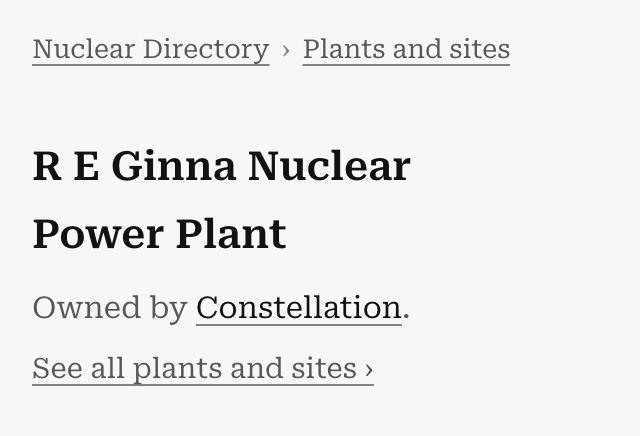 Nuclear Directory › Plants and sites
R E Ginna Nuclear
Power Plant
Owned by Constellation.
See all plants and sites ›